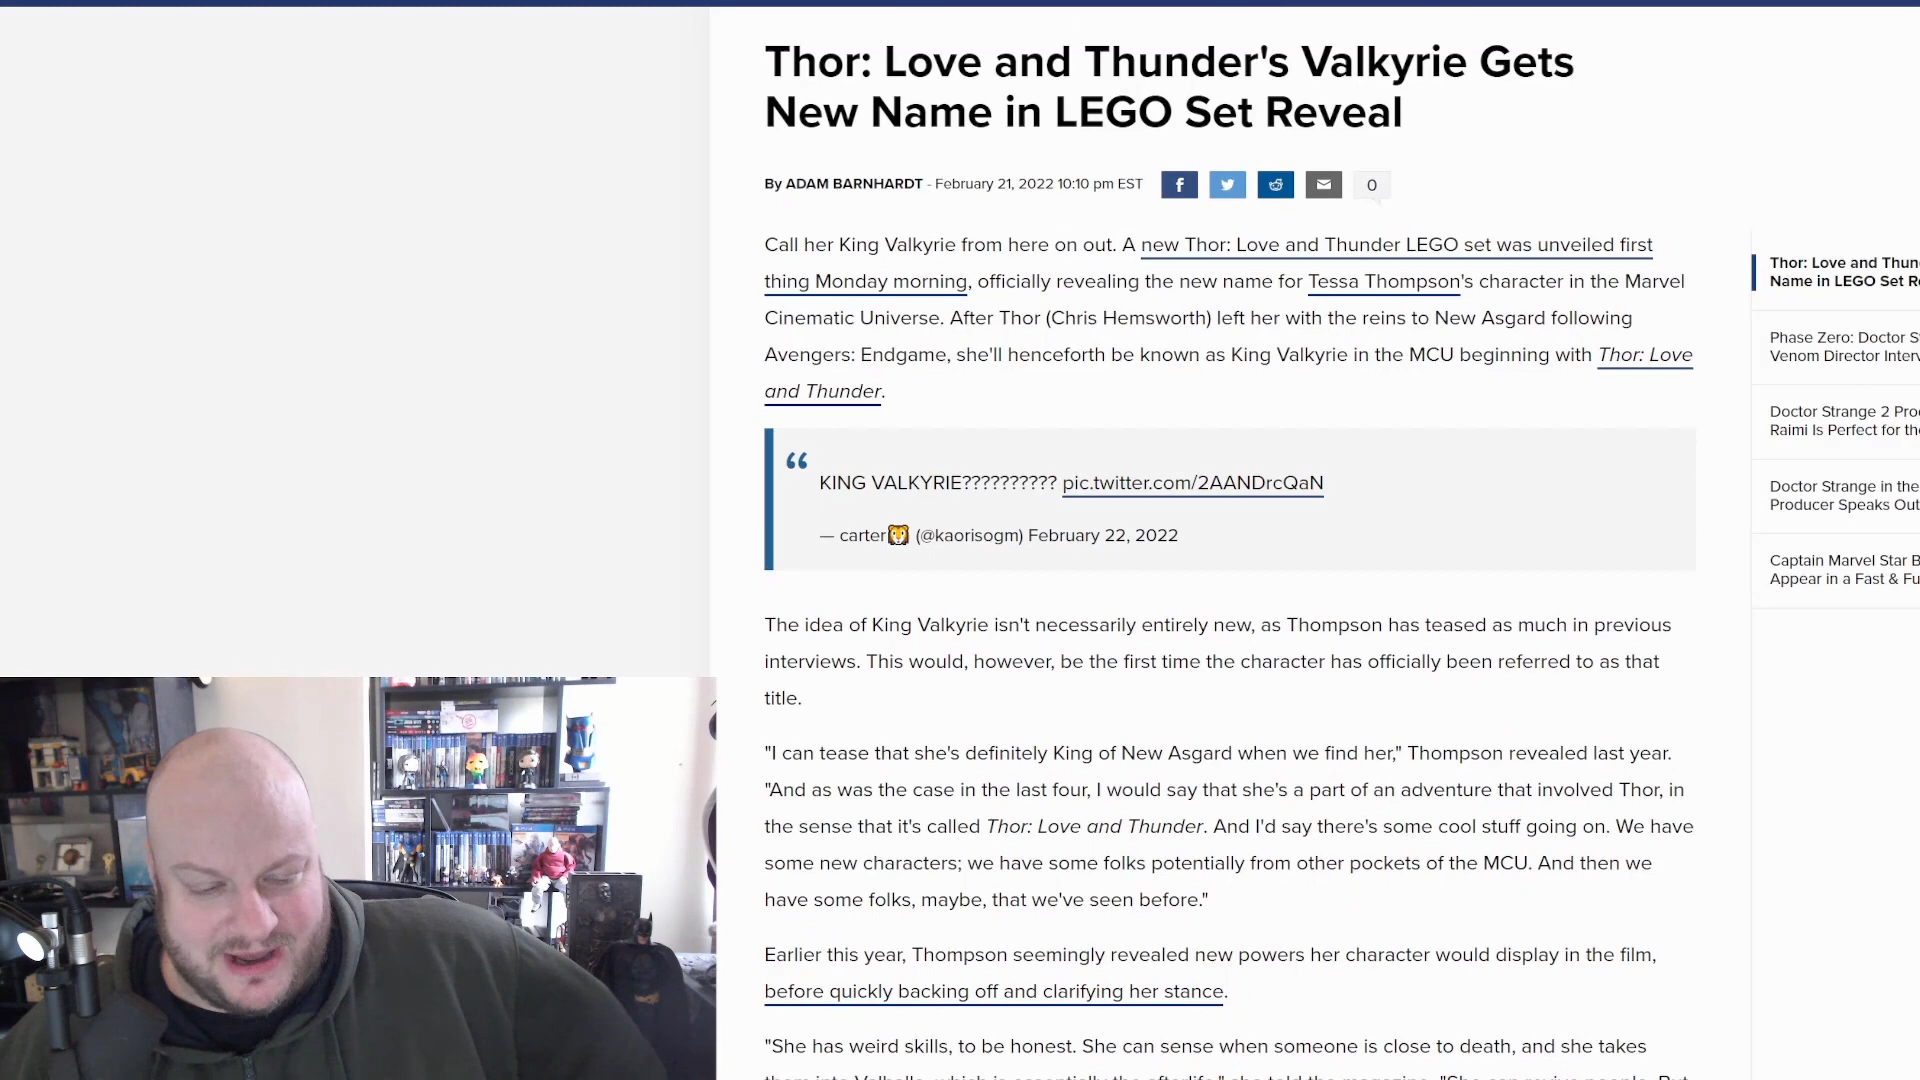 Thor: Love and Thunder's Valkyrie Gets
New Name in LEGO Set Reveal
By ADAM BARNHARDT - February 21, 2022 10:10 pm EST
0
Call her King Valkyrie from here on out. A new Thor: Love and Thunder LEGO set was unveiled first
thing Monday morning, officially revealing the new name for Tessa Thompson's character in the Marvel
Cinematic Universe. After Thor (Chris Hemsworth) left her with the reins to New Asgard following
Avengers: Endgame, she'll henceforth be known as King Valkyrie in the MCU beginning with Thor: Love
and Thunder.
“
KING VALKYRIE?????????? pic.twitter.com/2AANDrcQaN
— carter🐯 (@kaorisogm) February 22, 2022
The idea of King Valkyrie isn't necessarily entirely new, as Thompson has teased as much in previous
interviews. This would, however, be the first time the character has officially been referred to as that
title.
"I can tease that she's definitely King of New Asgard when we find her," Thompson revealed last year.
"And as was the case in the last four, I would say that she's a part of an adventure that involved Thor, in
the sense that it's called Thor: Love and Thunder. And I'd say there's some cool stuff going on. We have
some new characters; we have some folks potentially from other pockets of the MCU. And then we
have some folks, maybe, that we've seen before."
Earlier this year, Thompson seemingly revealed new powers her character would display in the film,
before quickly backing off and clarifying her stance.
"She has weird skills, to be honest. She can sense when someone is close to death, and she takes
Thor: Love and Thun
Name in LEGO Set R
Phase Zero: Doctor S
Venom Director Inter
Doctor Strange 2 Pro
Raimi Is Perfect for th
Doctor Strange in the
Producer Speaks Out
Captain Marvel Star B
Appear in a Fast & Fu